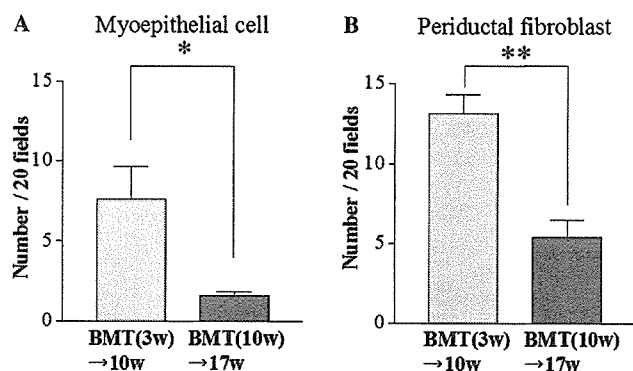 A Myoepithelial cell
*
Number / 20 fields
15
10
5
0
BMT(3w) BMT(10w)
→10w →17w
B Periductal fibroblast
**
Number / 20 fields
15
10
5
0
BMT(3w) BMT(10w)
→10w →17w